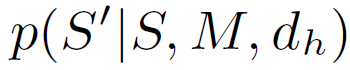 p(S′|S, M, d_h)